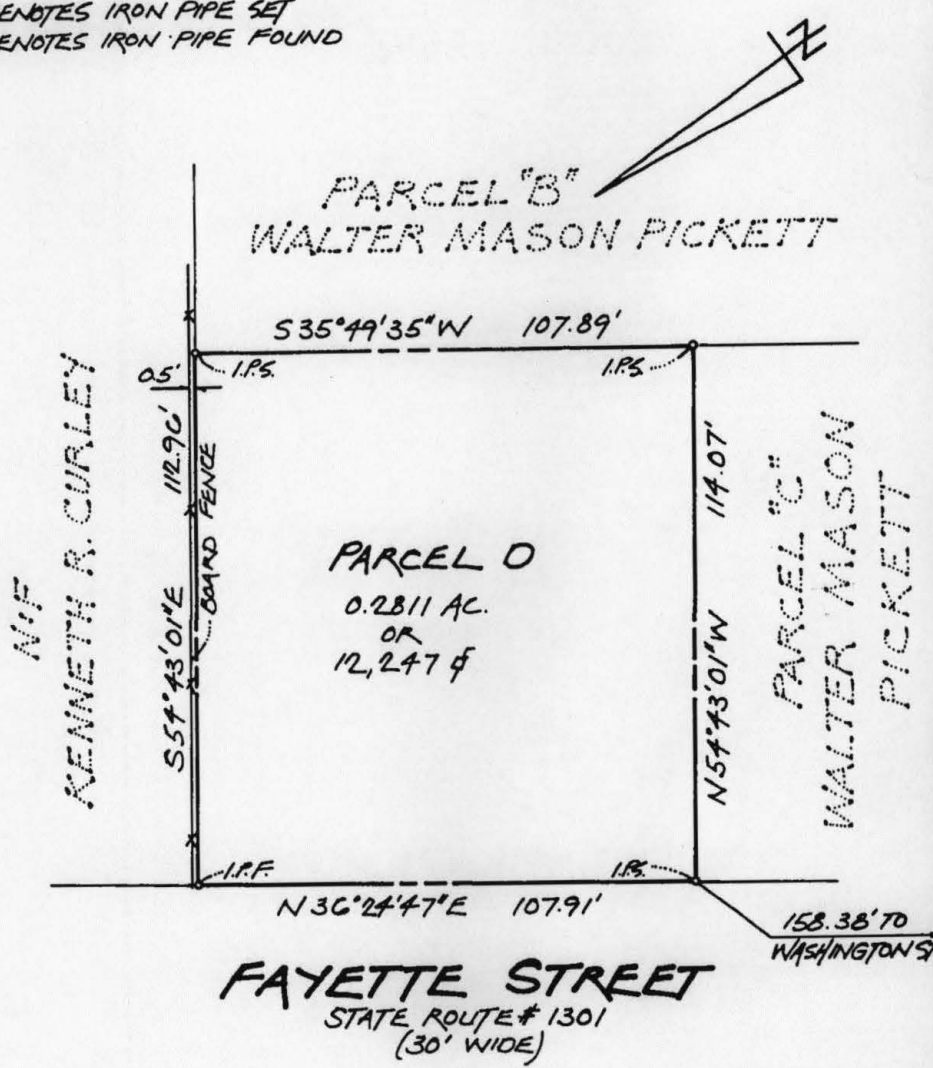 ENOTES IRON PIPE SET
ENOTES IRON PIPE FOUND
N
PARCEL "B"
WALTER MASON PICKETT
S35°49'35"W 107.89'
I.P.S.
I.P.S.
0.5'
112.96'
S54°43'01"E
BOARD FENCE
N:F
KENNETH R. CURLEY
PARCEL D
0.2811 AC.
OR
12,247 ⏍
114.07'
N54°43'01"W
PARCEL "C"
WALTER MASON
PICKETT
I.P.F.
I.P.S.
N36°24'47"E 107.91'
158.38' TO
WASHINGTON ST
FAYETTE STREET
STATE ROUTE # 1301
(30' WIDE)